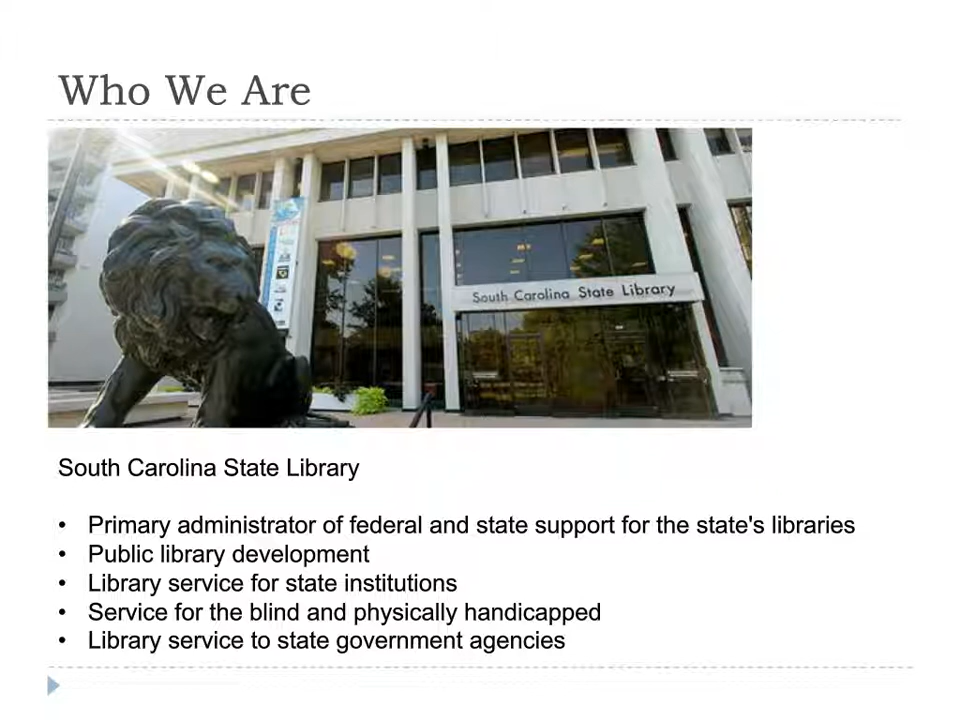 Who We Are
South Carolina State Library
South Carolina State Library
• Primary administrator of federal and state support for the state's libraries
• Public library development
• Library service for state institutions
• Service for the blind and physically handicapped
• Library service to state government agencies